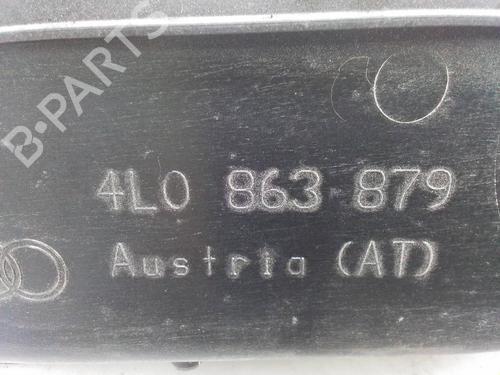 B-PARTS
4L0 863 879
Austria (AT)